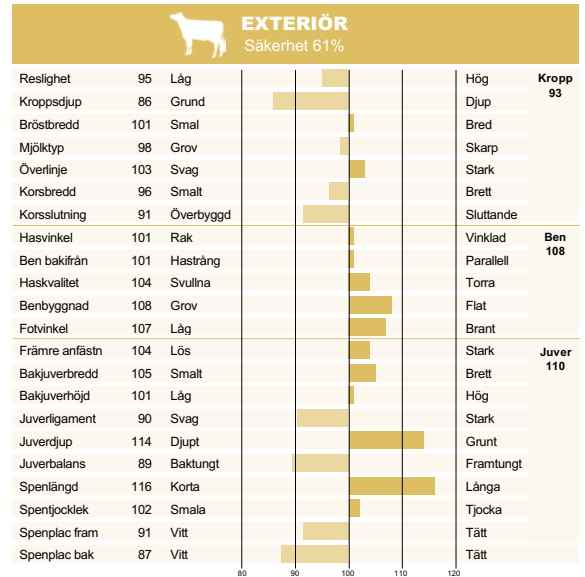 EXTERIÖR
Säkerhet 61%
Reslighet 95 Låg Hög Kropp
Kroppsdjup 86 Grund Djup 93
Bröstbredd 101 Smal Bred
Mjölktyp 98 Grov Skarp
Överlinje 103 Svag Stark
Korsbredd 96 Smalt Brett
Korsslutning 91 Överbyggd Sluttande
Hasvinkel 101 Rak Vinklad Ben
Ben bakifrån 101 Hastrång Parallell 108
Haskvalitet 104 Svullna Torra
Benbyggnad 108 Grov Flat
Fotvinkel 107 Låg Brant
Främre anfästn 104 Lös Stark Juver
Bakjuverbredd 105 Smalt Brett 110
Bakjuverhöjd 101 Låg Hög
Juverligament 90 Svag Stark
Juverdjup 114 Djupt Grunt
Juverbalans 89 Baktungt Framtungt
Spenlängd 116 Korta Långa
Spentjocklek 102 Smala Tjocka
Spenplac fram 91 Vitt Tätt
Spenplac bak 87 Vitt Tätt
80 90 100 110 120